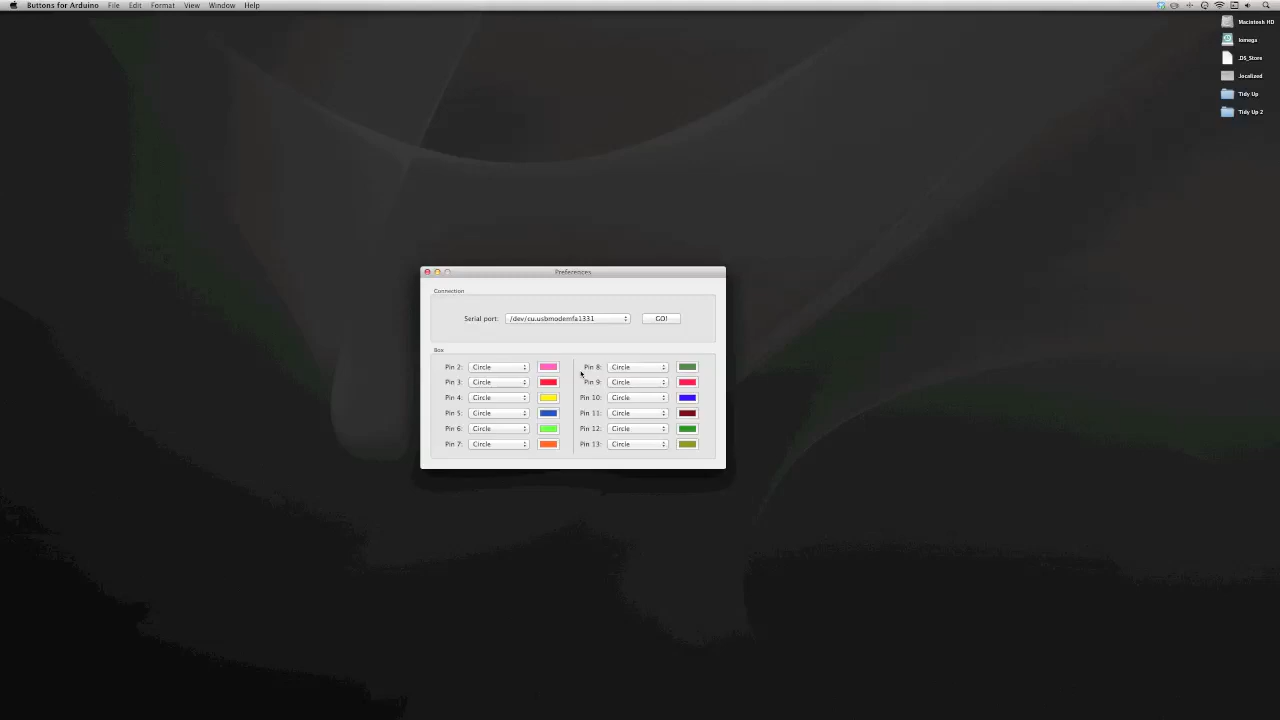 Buttons for Arduino File Edit Format View Window Help
Macintosh HD
Iomega
.DS_Store
.localized
Tidy Up
Tidy Up 2
Preferences
Connection
Serial port: /dev/cu.usbmodemfa1331 GO!
Box
Pin 2: Circle Pin 8: Circle
Pin 3: Circle Pin 9: Circle
Pin 4: Circle Pin 10: Circle
Pin 5: Circle Pin 11: Circle
Pin 6: Circle Pin 12: Circle
Pin 7: Circle Pin 13: Circle